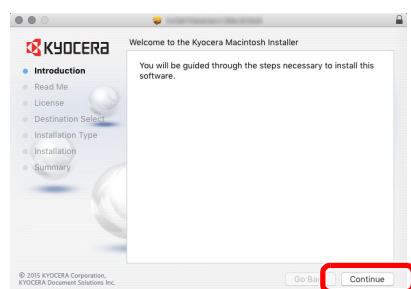 KYOCERA
Welcome to the Kyocera Macintosh Installer
You will be guided through the steps necessary to install this
software.
Introduction
Read Me
License
Destination Select
Installation Type
Installation
Summary
© 2015 KYOCERA Corporation,
KYOCERA Document Solutions Inc.
Go Back
Continue